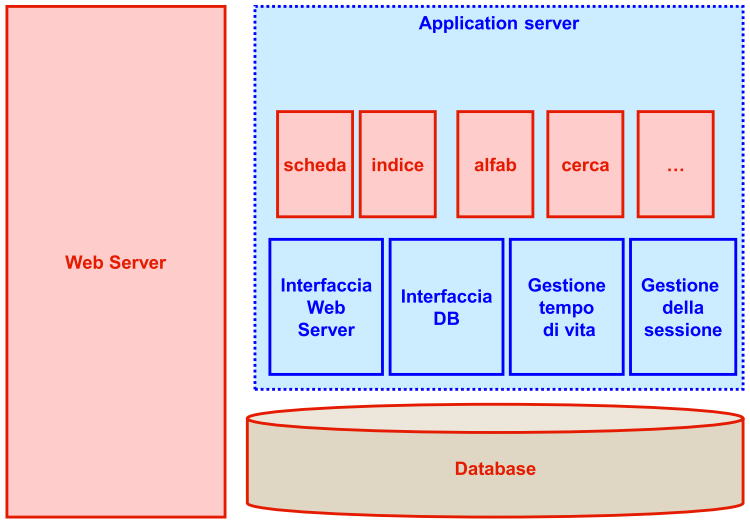 Application server
scheda
indice
alfab
cerca
…
Web Server
Interfaccia
Web
Server
Interfaccia
DB
Gestione
tempo
di vita
Gestione
della
sessione
Database